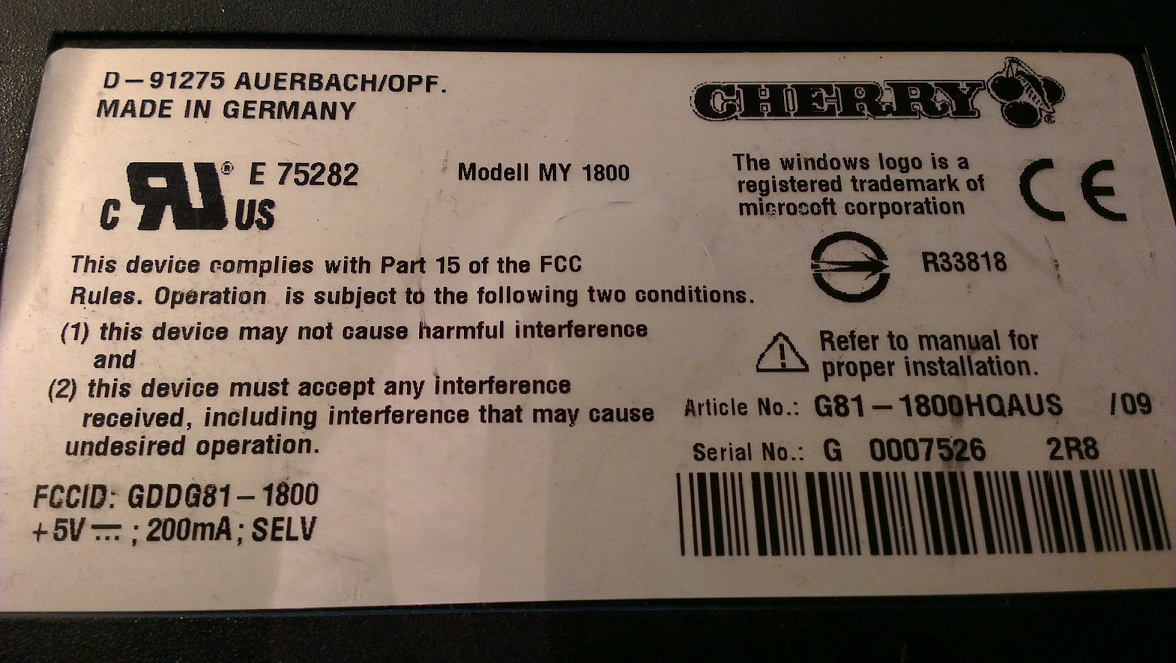 D-91275 AUERBACH/OPF.
MADE IN GERMANY
CHERRY ®
C RU ® US E 75282
Modell MY 1800
The windows logo is a
registered trademark of
microsoft corporation
CE
R33818
This device complies with Part 15 of the FCC
Rules. Operation is subject to the following two conditions.
(1) this device may not cause harmful interference
and
(2) this device must accept any interference
received, including interference that may cause
undesired operation.
Refer to manual for
proper installation.
Article No.: G81-1800HQAUS /09
Serial No.: G 0007526 2R8
FCCID: GDDG81-1800
+5V ⎓ ; 200mA; SELV